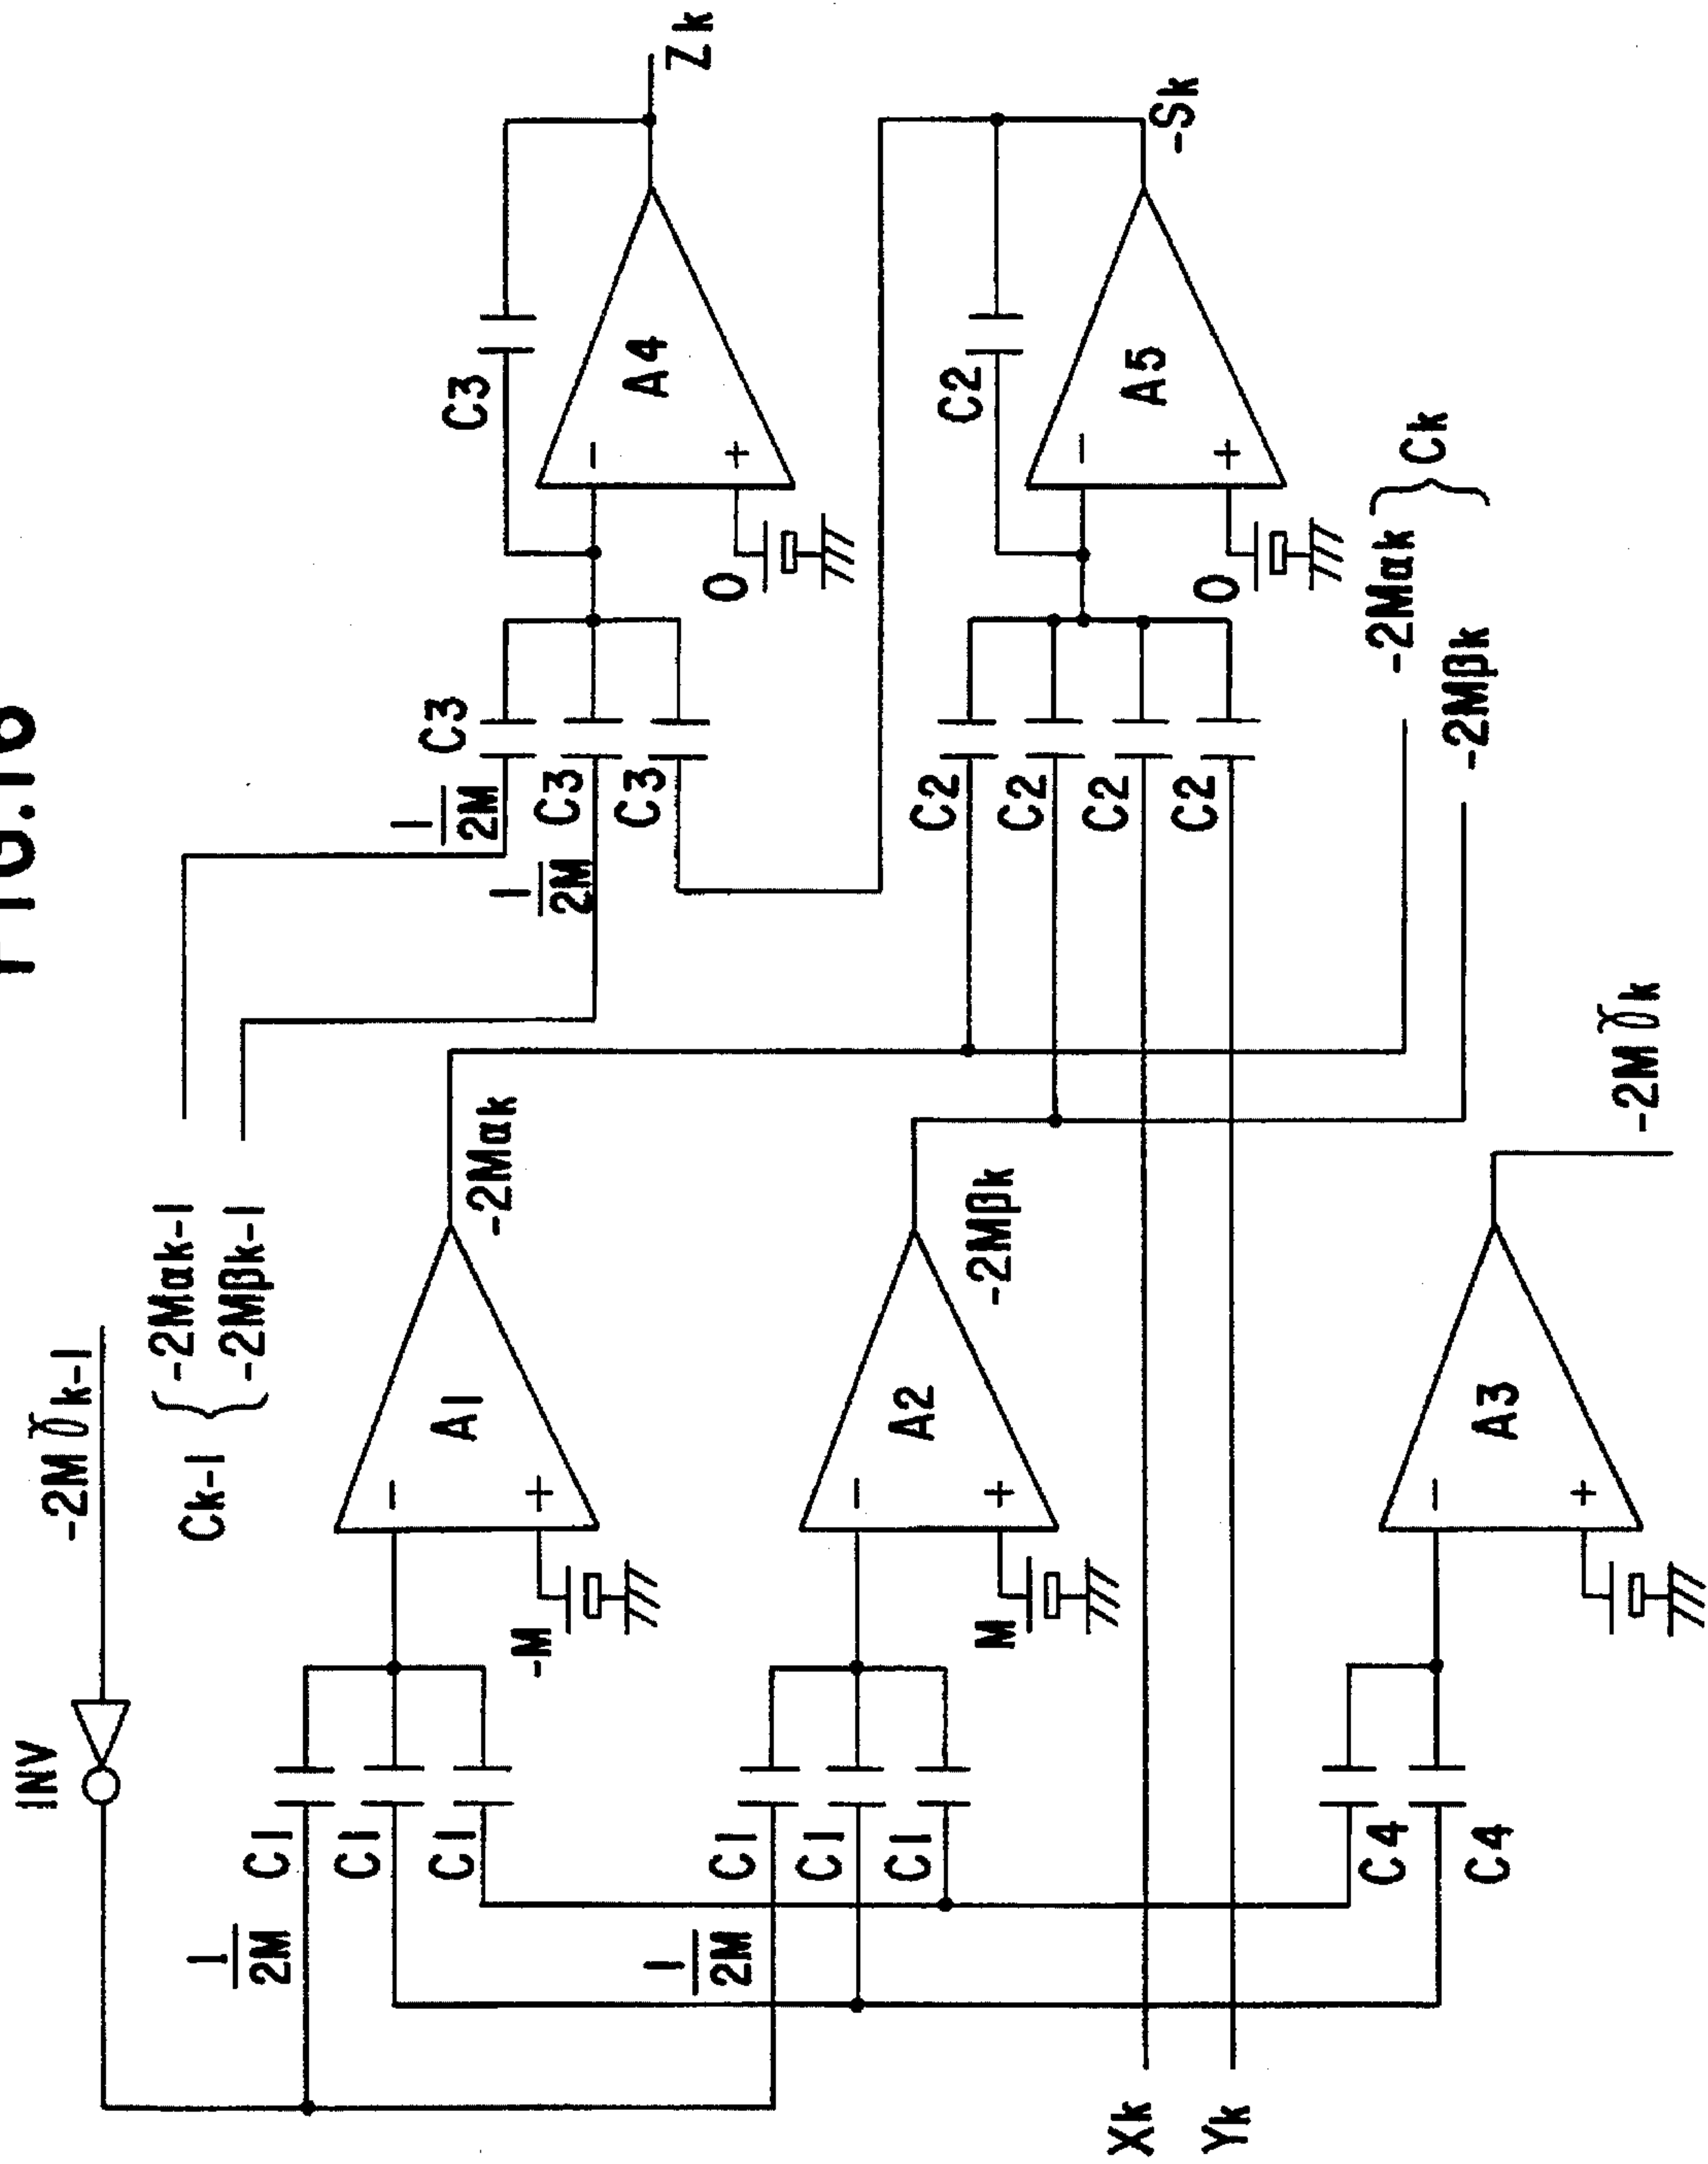 FIG.16
INV
-2Mγk-1
Ck-1
-2Mαk-1
-2Mβk-1
1
2M
C1
C1
C1
-M
- 
+
A1
-2Mαk
1
2M
1
2M
C3
C3
C3
C3
0
-
+
A4
Zk
1
2M
C1
C1
C1
M
-
+
A2
-2Mβk
C2
C2
C2
C2
C2
0
-
+
A5
-Sk
Xk
Yk
-2Mαk
-2Mβk
Ck
C4
C4
-
+
A3
-2Mγk